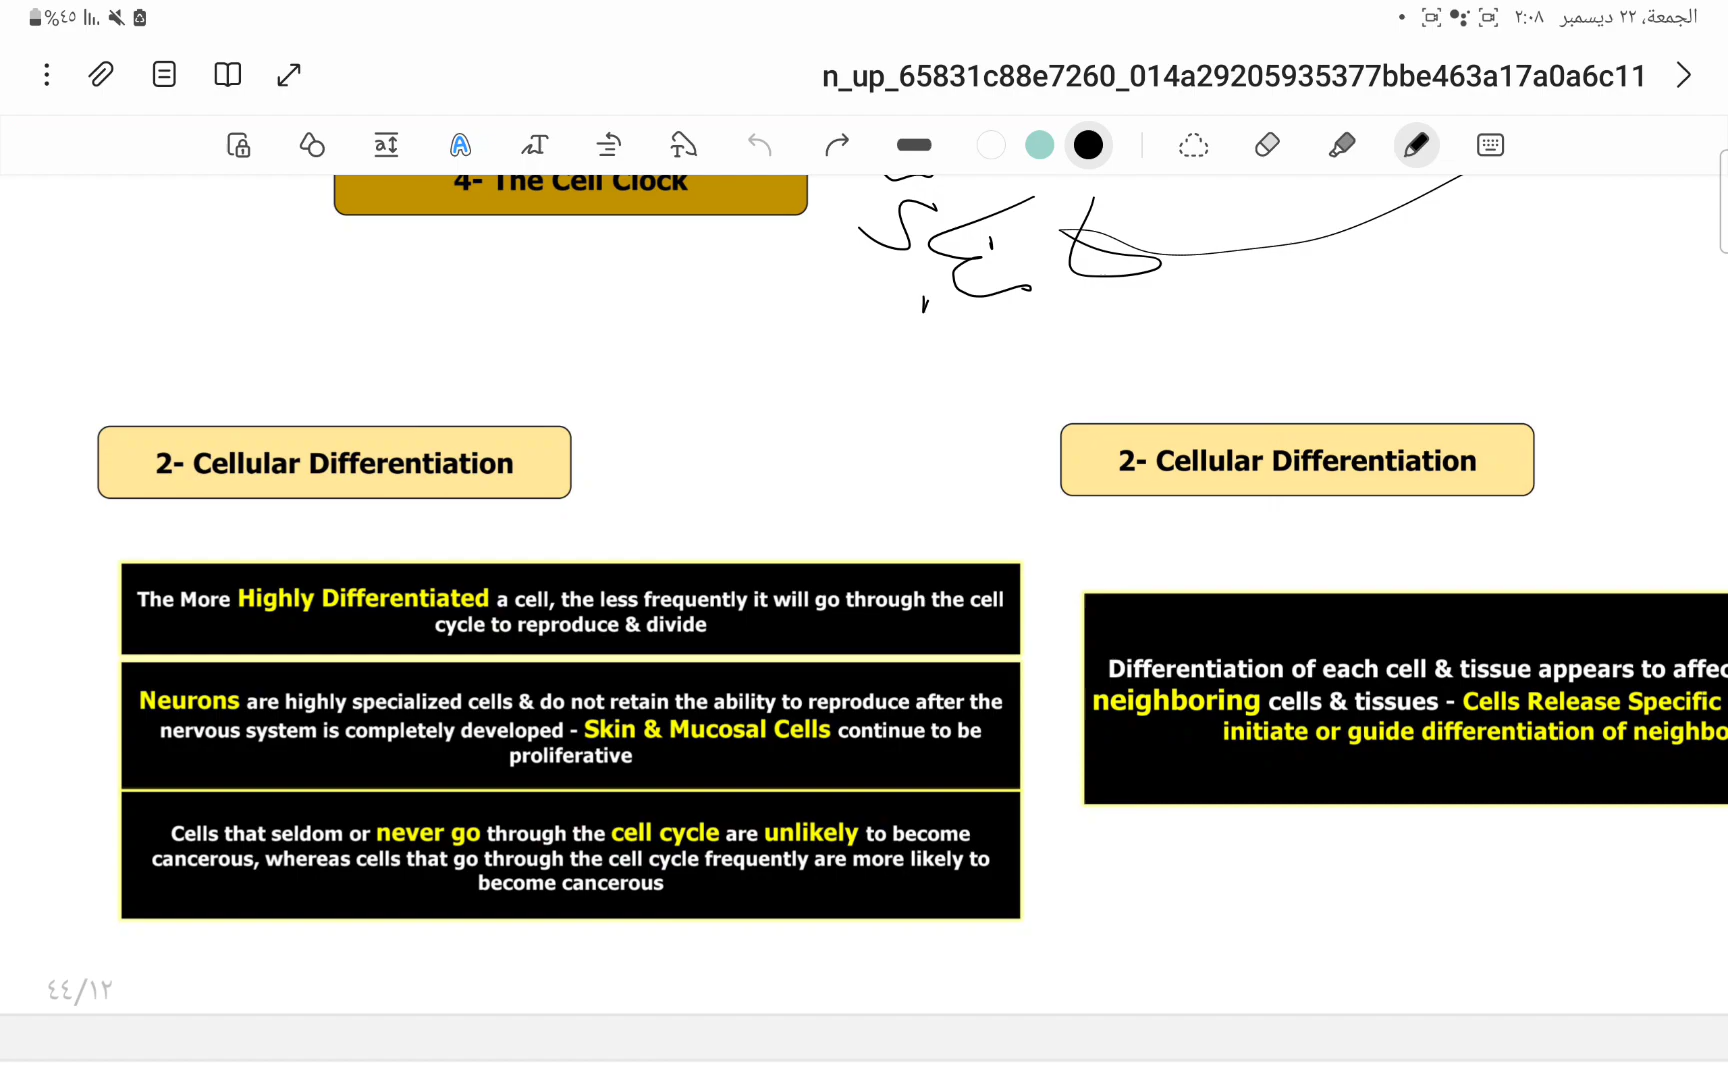 ٪٤٥
الجمعة، ٢٢ ديسمبر ٢:٠٨
n_up_65831c88e7260_014a29205935377bbe463a17a0a6c11
4- The Cell Clock
2- Cellular Differentiation
The More Highly Differentiated a cell, the less frequently it will go through the cell
cycle to reproduce & divide
Neurons are highly specialized cells & do not retain the ability to reproduce after the
nervous system is completely developed - Skin & Mucosal Cells continue to be
proliferative
Cells that seldom or never go through the cell cycle are unlikely to become
cancerous, whereas cells that go through the cell cycle frequently are more likely to
become cancerous
2- Cellular Differentiation
Differentiation of each cell & tissue appears to affec
neighboring cells & tissues - Cells Release Specific
initiate or guide differentiation of neighbo
٤٤/١٢